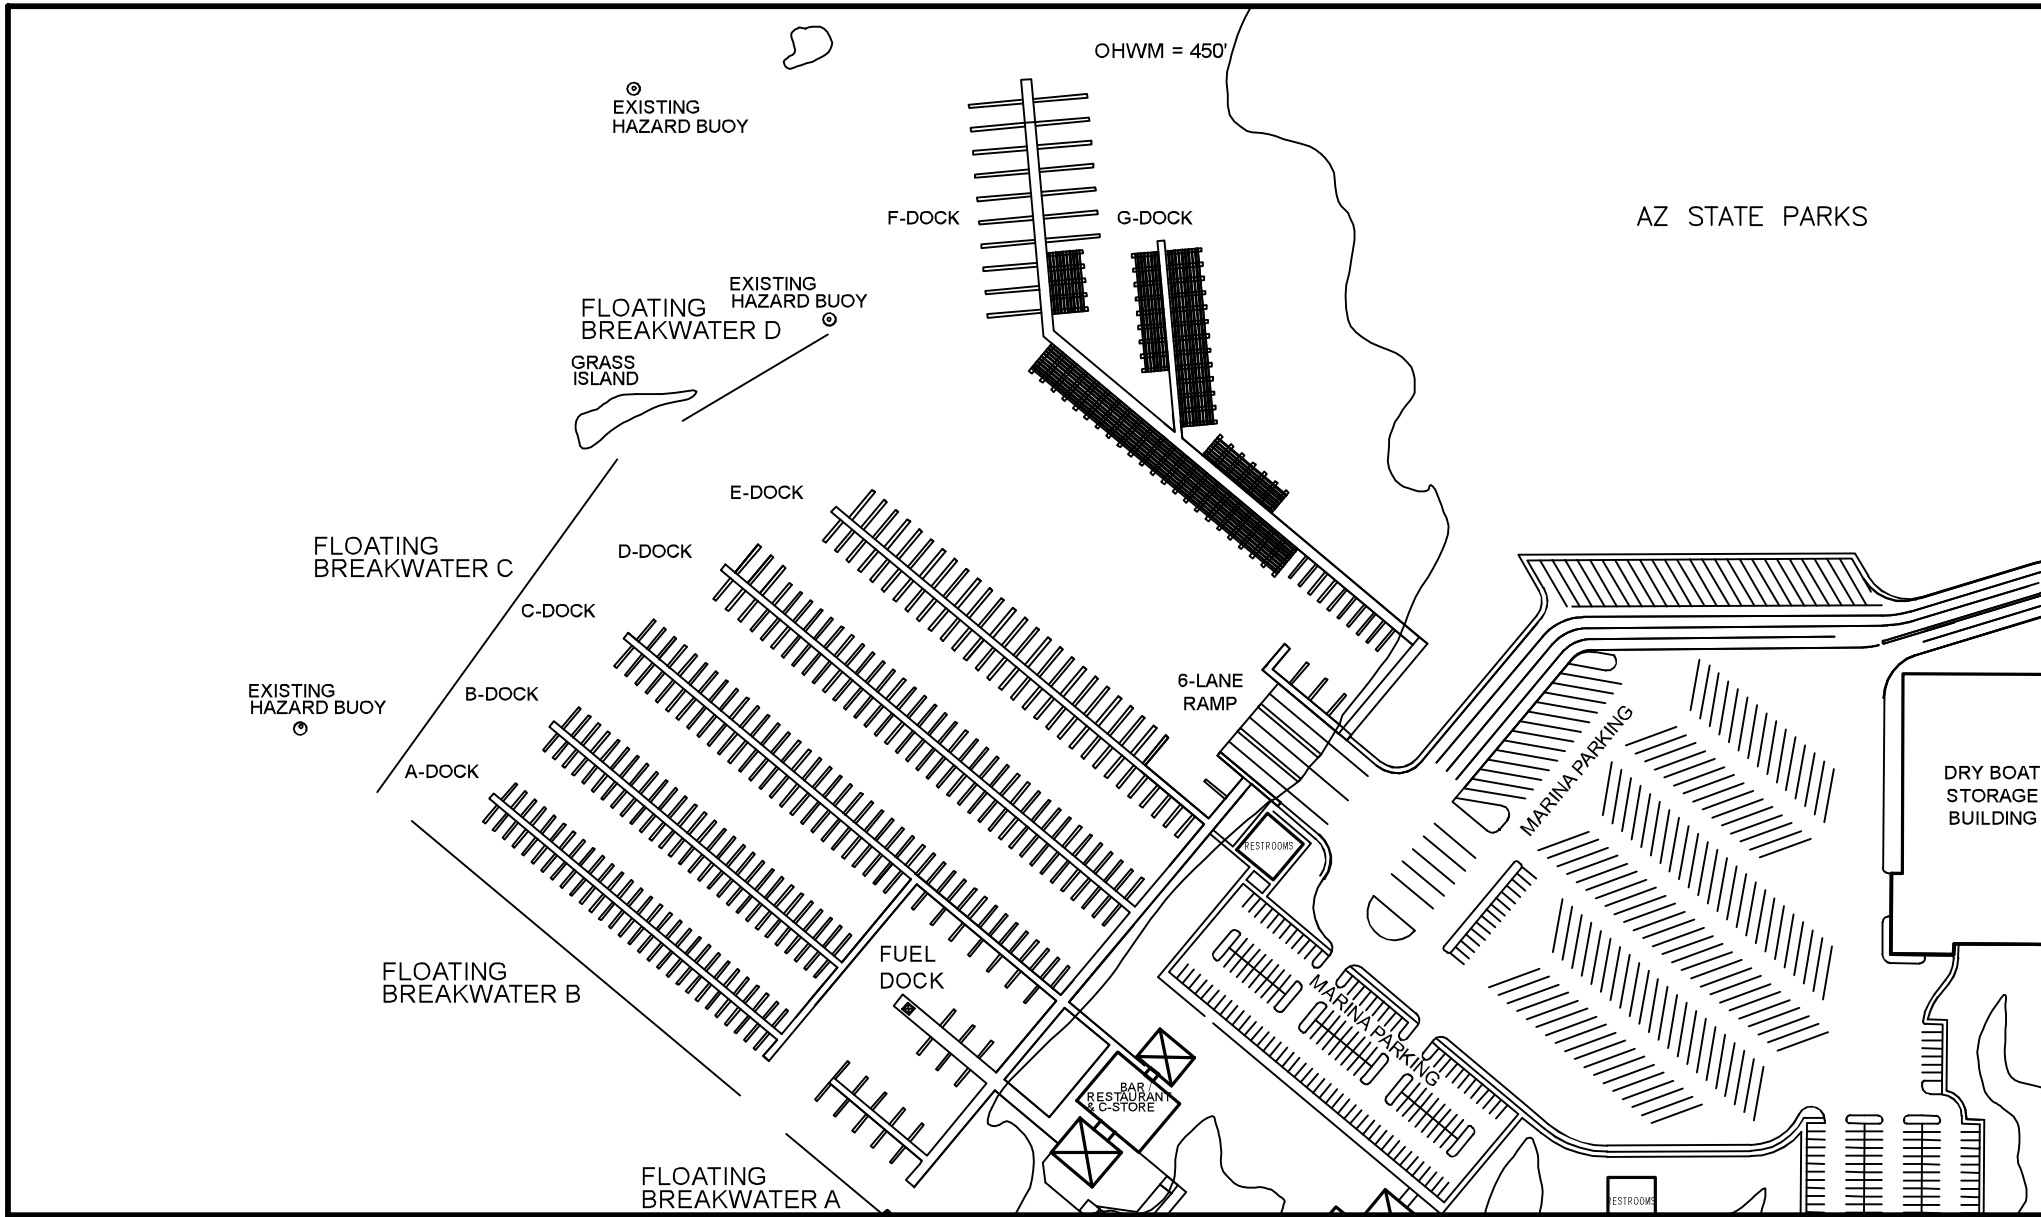 OHWM = 450'
EXISTING
HAZARD BUOY
AZ STATE PARKS
F-DOCK
G-DOCK
EXISTING
HAZARD BUOY
FLOATING
BREAKWATER D
GRASS
ISLAND
E-DOCK
D-DOCK
FLOATING
BREAKWATER C
C-DOCK
6-LANE
RAMP
EXISTING
HAZARD BUOY
B-DOCK
MARINA PARKING
A-DOCK
DRY BOAT
STORAGE
BUILDING
RESTROOMS
FUEL
DOCK
FLOATING
BREAKWATER B
MARINA PARKING
BAR /
RESTAURANT
& C-STORE
FLOATING
BREAKWATER A
RESTROOMS